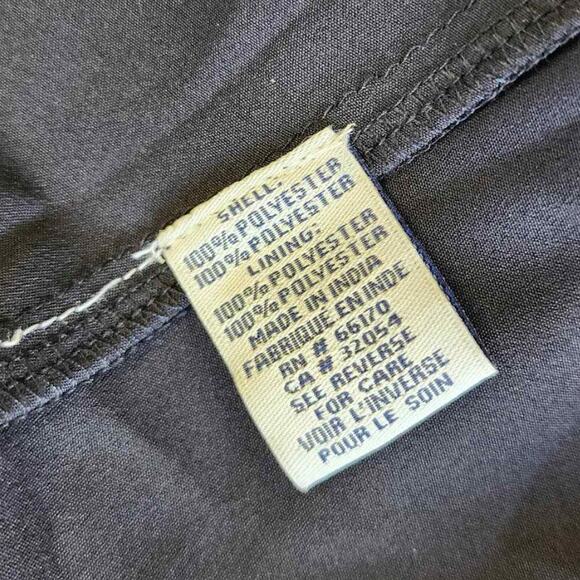 SHELL:
100% POLYESTER
100% POLYESTER
LINING:
100% POLYESTER
100% POLYESTER
MADE IN INDIA
FABRIQUE EN INDE
RN # 66170
CA # 32054
SEE REVERSE
FOR CARE
VOIR L'INVERSE
POUR LE SOIN